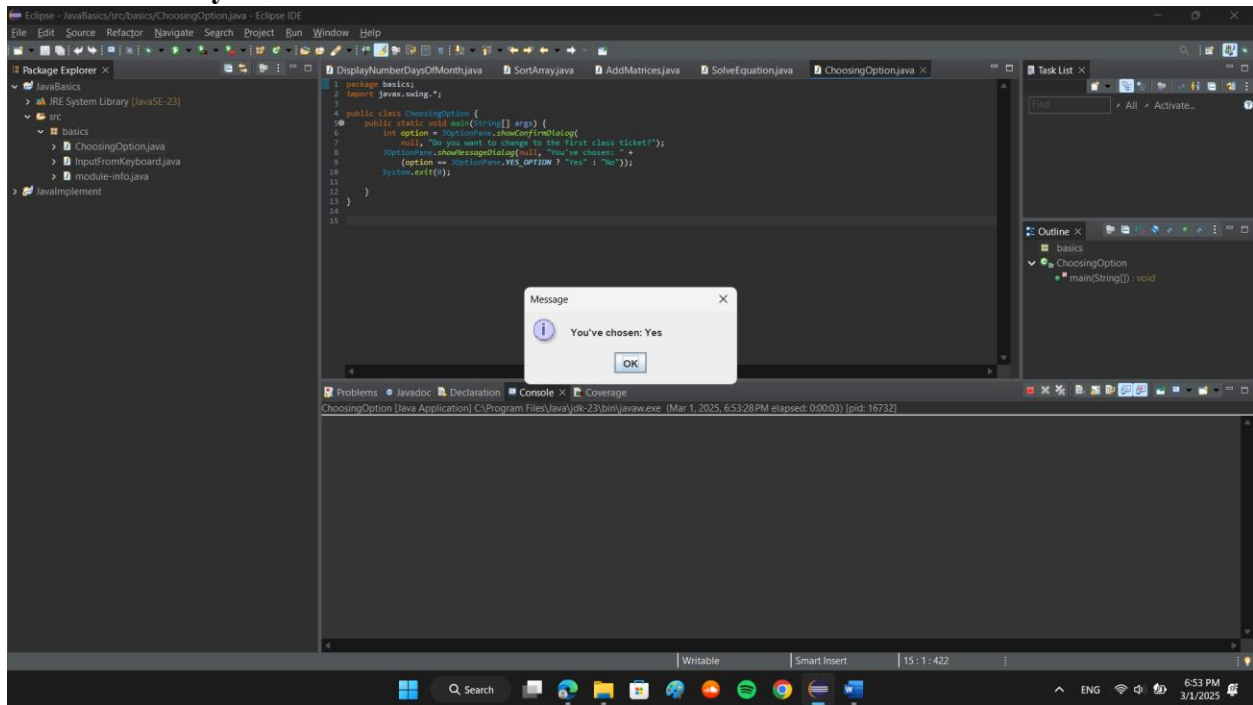 Eclipse - JavaBasics/src/basics/ChoosingOption.java - Eclipse IDE
File Edit Source Refactor Navigate Search Project Run Window Help
Package Explorer
DisplayNumberDaysOfMonth.java SortArray.java AddMatrices.java SolveEquation.java ChoosingOption.java
Task List
JavaBasics
JRE System Library [JavaSE-23]
src
basics
ChoosingOption.java
InputFromKeyboard.java
module-info.java
JavaImplement
1 package basics;
2 import javax.swing.*;
3
4 public class ChoosingOption {
5 public static void main(String[] args) {
6 int option = JOptionPane.showConfirmDialog(
7 null, "Do you want to change to the first class ticket?");
8 JOptionPane.showMessageDialog(null, "You've chosen: " +
9 (option == JOptionPane.YES_OPTION ? "Yes" : "No"));
10 System.exit(0);
11
12 }
13 }
14
15
Find All Activate...
Outline
basics
ChoosingOption
main(String[]) : void
Message
You've chosen: Yes
OK
Problems Javadoc Declaration Console Coverage
ChoosingOption [Java Application] C:\Program Files\Java\jdk-23\bin\javaw.exe (Mar 1, 2025, 6:53:28 PM elapsed: 0:00:03) [pid: 16732]
Writable Smart Insert 15 : 1 : 422
Search
ENG
6:53 PM
3/1/2025